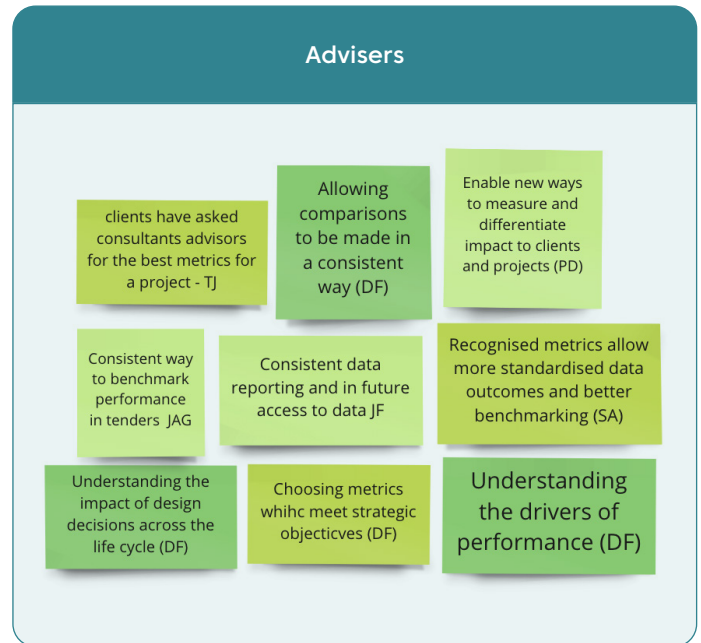 Advisers
clients have asked
consultants advisors
for the best metrics for
a project - TJ
Allowing
comparisons
to be made in
a consistent
way (DF)
Enable new ways
to measure and
differentiate
impact to clients
and projects (PD)
Consistent way
to benchmark
performance
in tenders  JAG
Consistent data
reporting and in future
access to data JF
Recognised metrics allow
more standardised data
outcomes and better
benchmarking (SA)
Understanding the
impact of design
decisions across the
life cycle (DF)
Choosing metrics
whihc meet strategic
objecticves (DF)
Understanding
the drivers of
performance (DF)